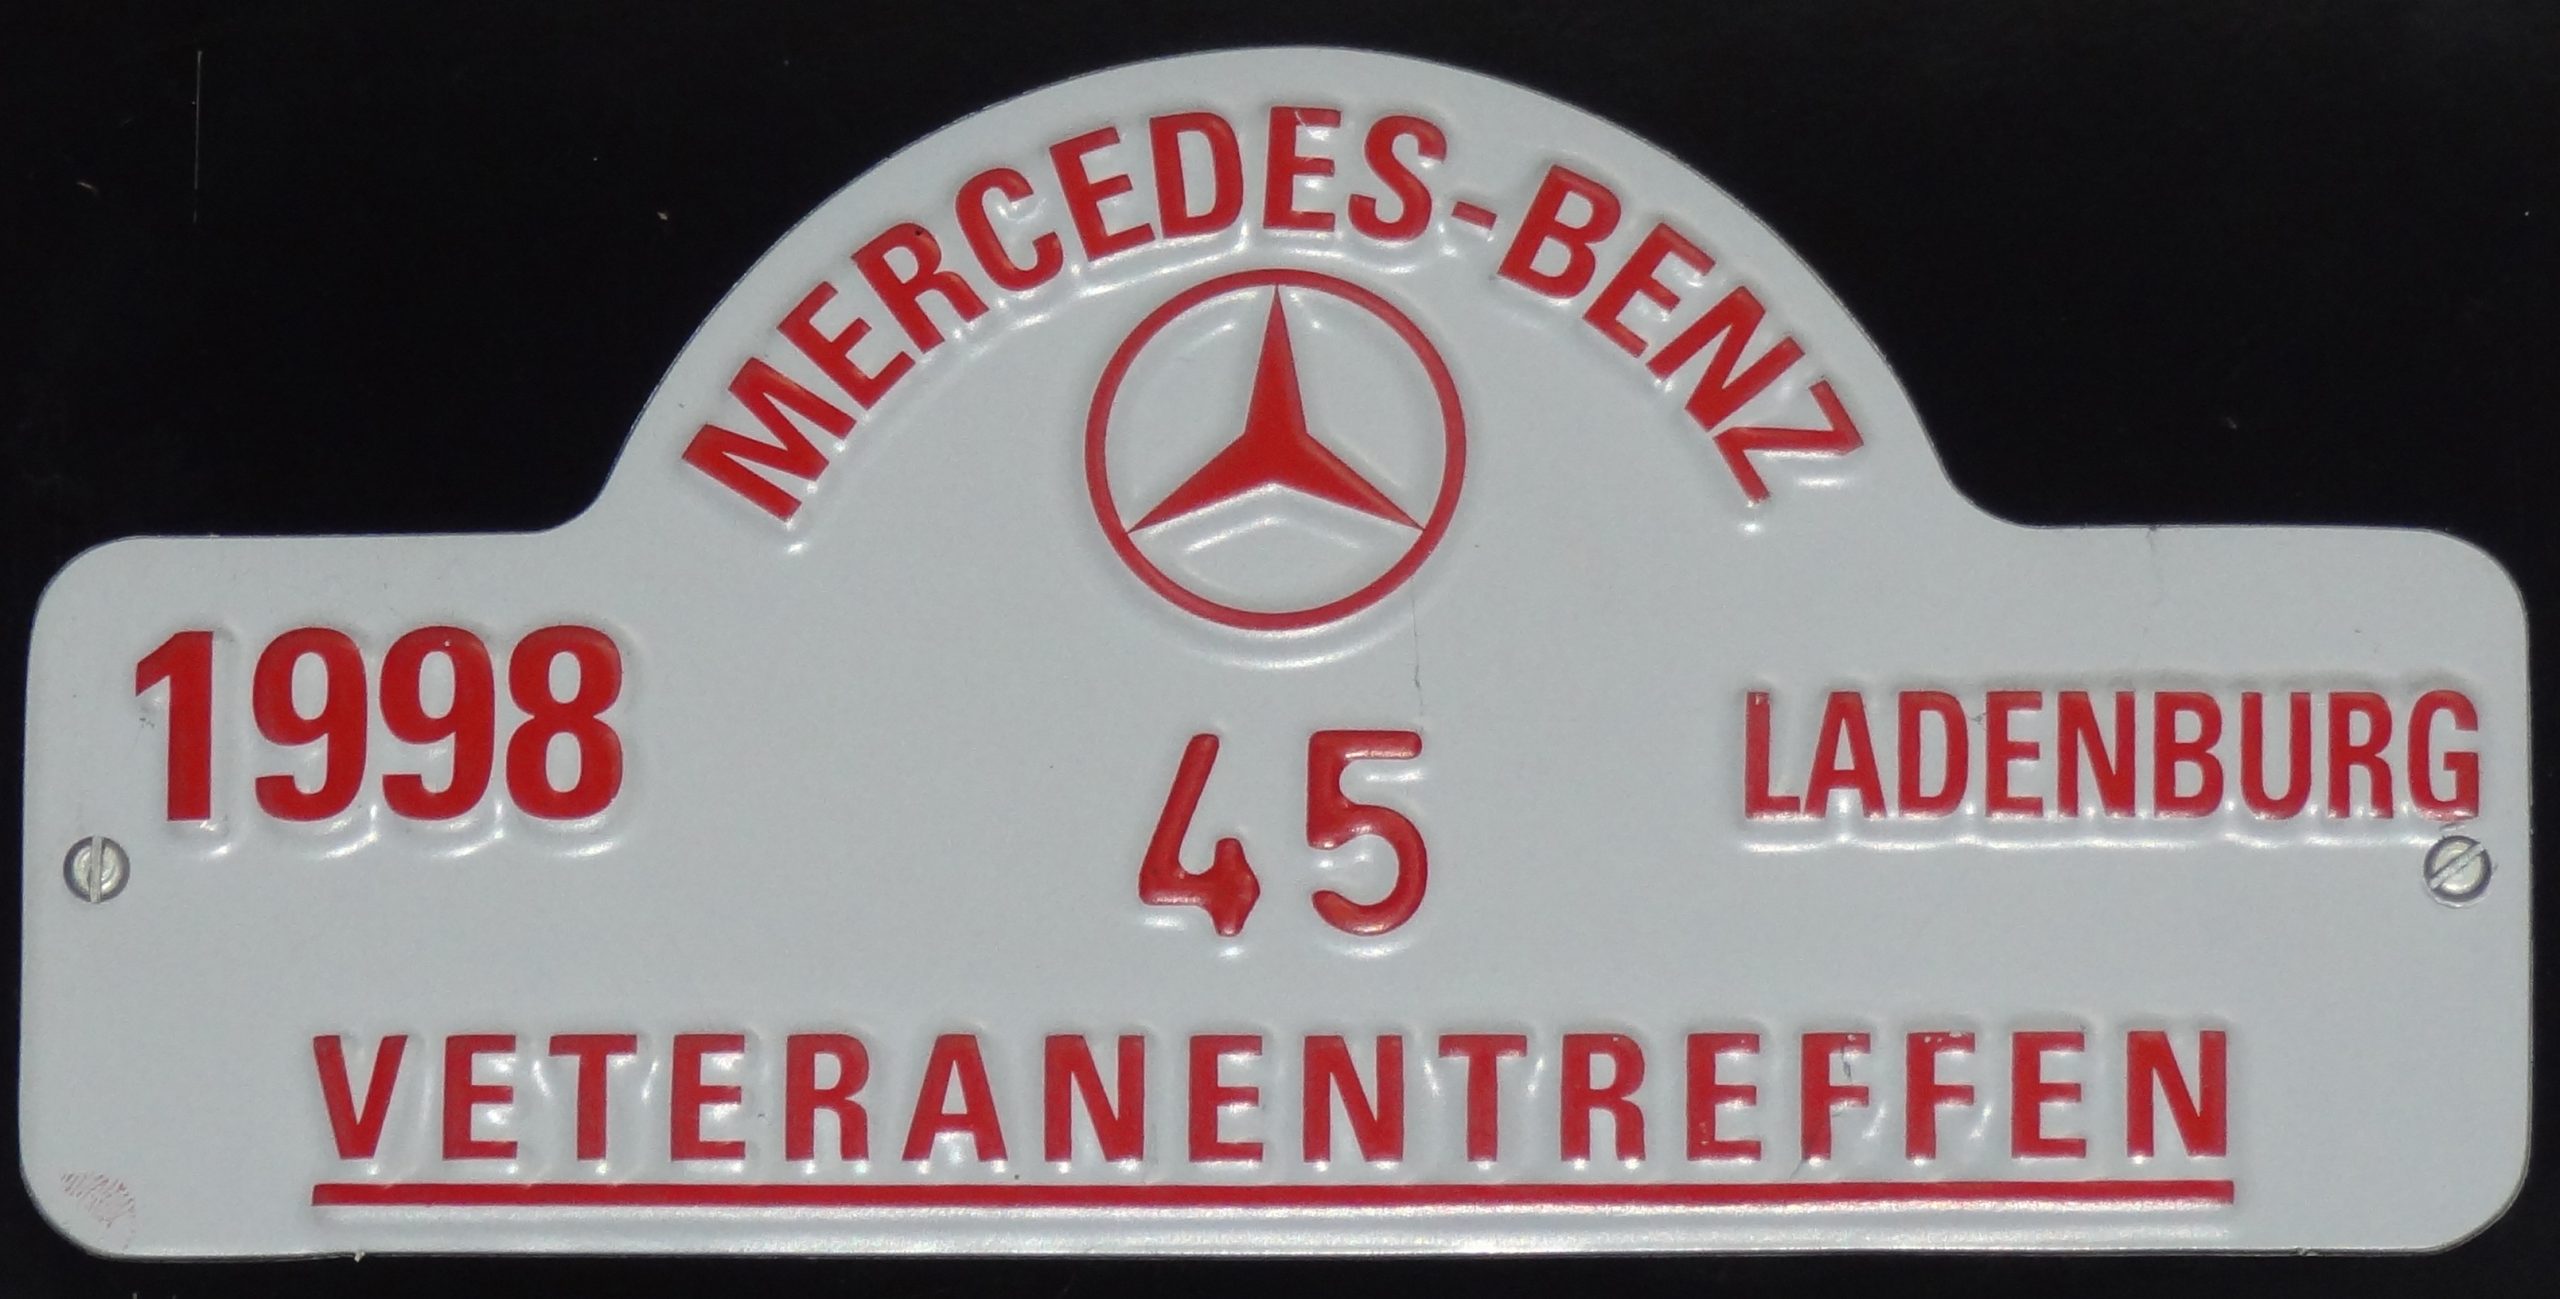 MERCEDES-BENZ
1998
45
LADENBURG
VETERANENTREFFEN